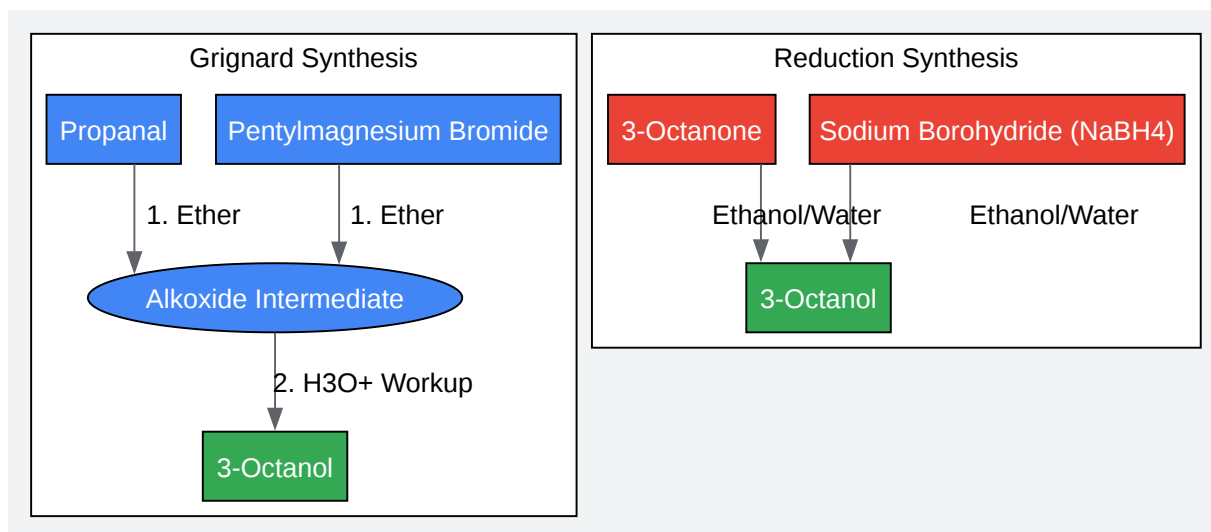 Grignard Synthesis
Propanal
Pentylmagnesium Bromide
1. Ether
1. Ether
Alkoxide Intermediate
2. H3O+ Workup
3-Octanol
Reduction Synthesis
3-Octanone
Sodium Borohydride (NaBH4)
Ethanol/Water
Ethanol/Water
3-Octanol